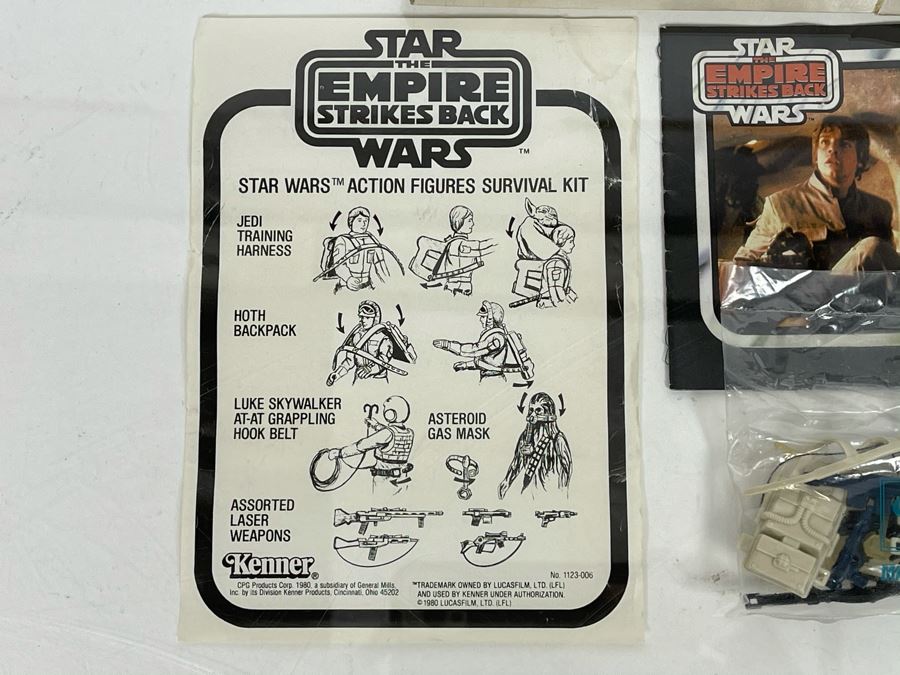 STAR
THE
EMPIRE
STRIKES BACK
WARS™
STAR WARS™ ACTION FIGURES SURVIVAL KIT
JEDI
TRAINING
HARNESS
HOTH
BACKPACK
LUKE SKYWALKER
AT-AT GRAPPLING
HOOK BELT
ASTEROID
GAS MASK
ASSORTED
LASER
WEAPONS
Kenner®
CPG Products Corp. 1980, a subsidiary of General Mills,
Inc. by its Division Kenner Products, Cincinnati, Ohio 45202
No. 1123-006
™TRADEMARK OWNED BY LUCASFILM, LTD. (LFL)
AND USED BY KENNER UNDER AUTHORIZATION.
© 1980 LUCASFILM, LTD. (LFL)
STAR
THE
EMPIRE
STRIKES BACK
WARS™